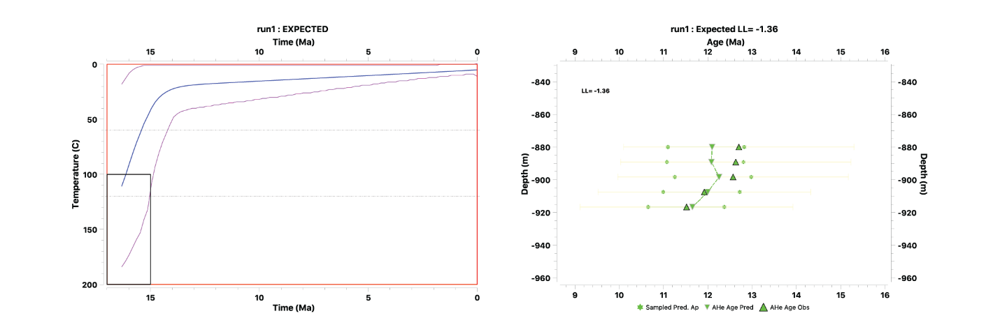 run1 : EXPECTED
Time (Ma)
15 10 5 0
0
50
100
150
200
Temperature (C)
15 10 5 0
Time (Ma)
run1 : Expected LL= -1.36
Age (Ma)
9 10 11 12 13 14 15 16
LL= -1.36
-840 -840
-860 -860
-880 -880
-900 -900
-920 -920
-940 -940
-960 -960
Depth (m)
Depth (m)
9 10 11 12 13 14 15 16
Sampled Pred. Ap AHe Age Pred AHe Age Obs